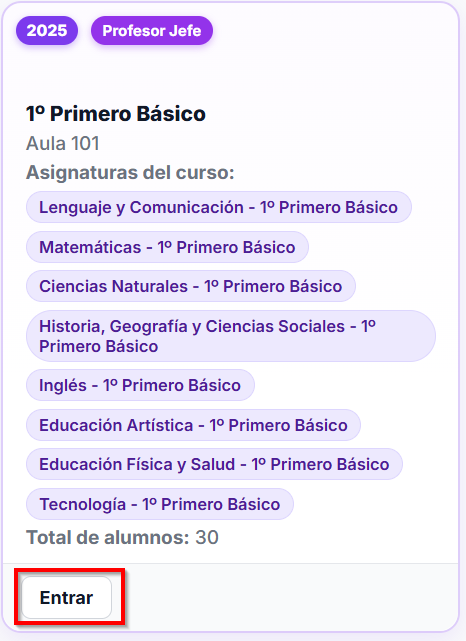 2025 Profesor Jefe
1º Primero Básico
Aula 101
Asignaturas del curso:
Lenguaje y Comunicación - 1º Primero Básico
Matemáticas - 1º Primero Básico
Ciencias Naturales - 1º Primero Básico
Historia, Geografía y Ciencias Sociales - 1º
Primero Básico
Inglés - 1º Primero Básico
Educación Artística - 1º Primero Básico
Educación Física y Salud - 1º Primero Básico
Tecnología - 1º Primero Básico
Total de alumnos: 30
Entrar